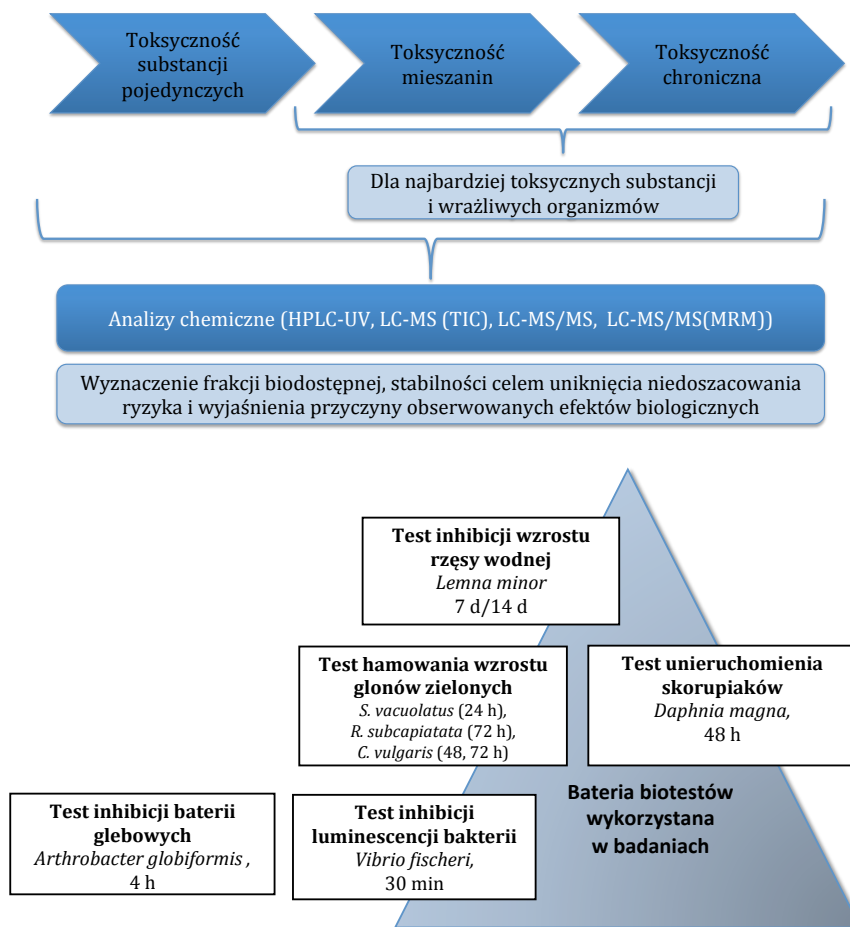 Toksyczność
substancji
pojedynczych
Toksyczność
mieszanin
Toksyczność
chroniczna
Dla najbardziej toksycznych substancji
i wrażliwych organizmów
Analizy chemiczne (HPLC-UV, LC-MS (TIC), LC-MS/MS, LC-MS/MS(MRM))
Wyznaczenie frakcji biodostępnej, stabilności celem uniknięcia niedoszacowania
ryzyka i wyjaśnienia przyczyny obserwowanych efektów biologicznych
Test inhibicji wzrostu
rzęsy wodnej
Lemna minor
7 d/14 d
Test hamowania wzrostu
glonów zielonych
S. vacuolatus (24 h),
R. subcapiatata (72 h),
C. vulgaris (48, 72 h)
Test unieruchomienia
skorupiaków
Daphnia magna,
48 h
Test inhibicji baterii
glebowych
Arthrobacter globiformis ,
4 h
Test inhibicji
luminescencji bakterii
Vibrio fischeri,
30 min
Bateria biotestów
wykorzystana
w badaniach